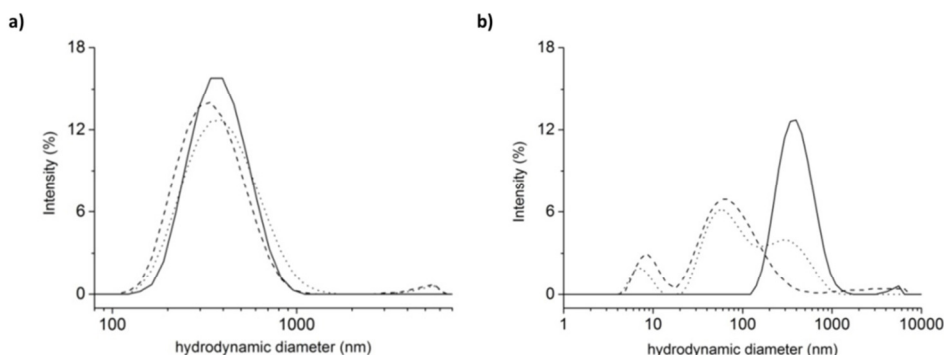 a)
18
12
6
0
Intensity (%)
100
1000
hydrodynamic diameter (nm)
b)
18
12
6
0
Intensity (%)
1
10
100
1000
10000
hydrodynamic diameter (nm)